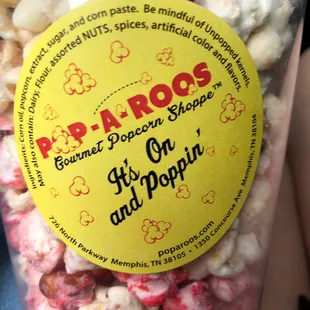 Ingredients: Corn oil, popcorn, extract, sugar, and corn paste. Be mindful of Unpopped kernels.
May also contain: Dairy, Flour, assorted NUTS, spices, artificial color and flavors.
POP-A-ROOS
Gourmet Popcorn Shoppe™
It's On
and Poppin'
poparoos.com
720 North Parkway Memphis, TN 38105 • 1350 Concourse Ave Memphis, TN 38104